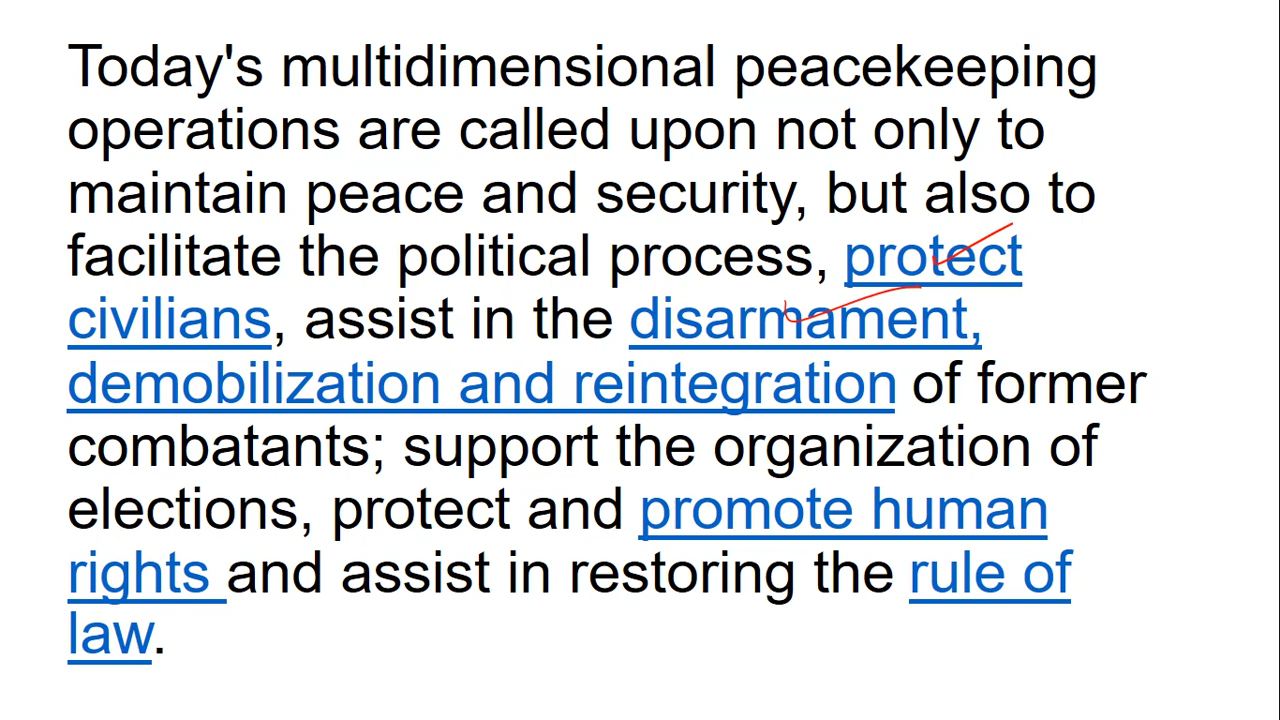 Today's multidimensional peacekeeping
operations are called upon not only to
maintain peace and security, but also to
facilitate the political process, protect
civilians, assist in the disarmament,
demobilization and reintegration of former
combatants; support the organization of
elections, protect and promote human
rights and assist in restoring the rule of
law.